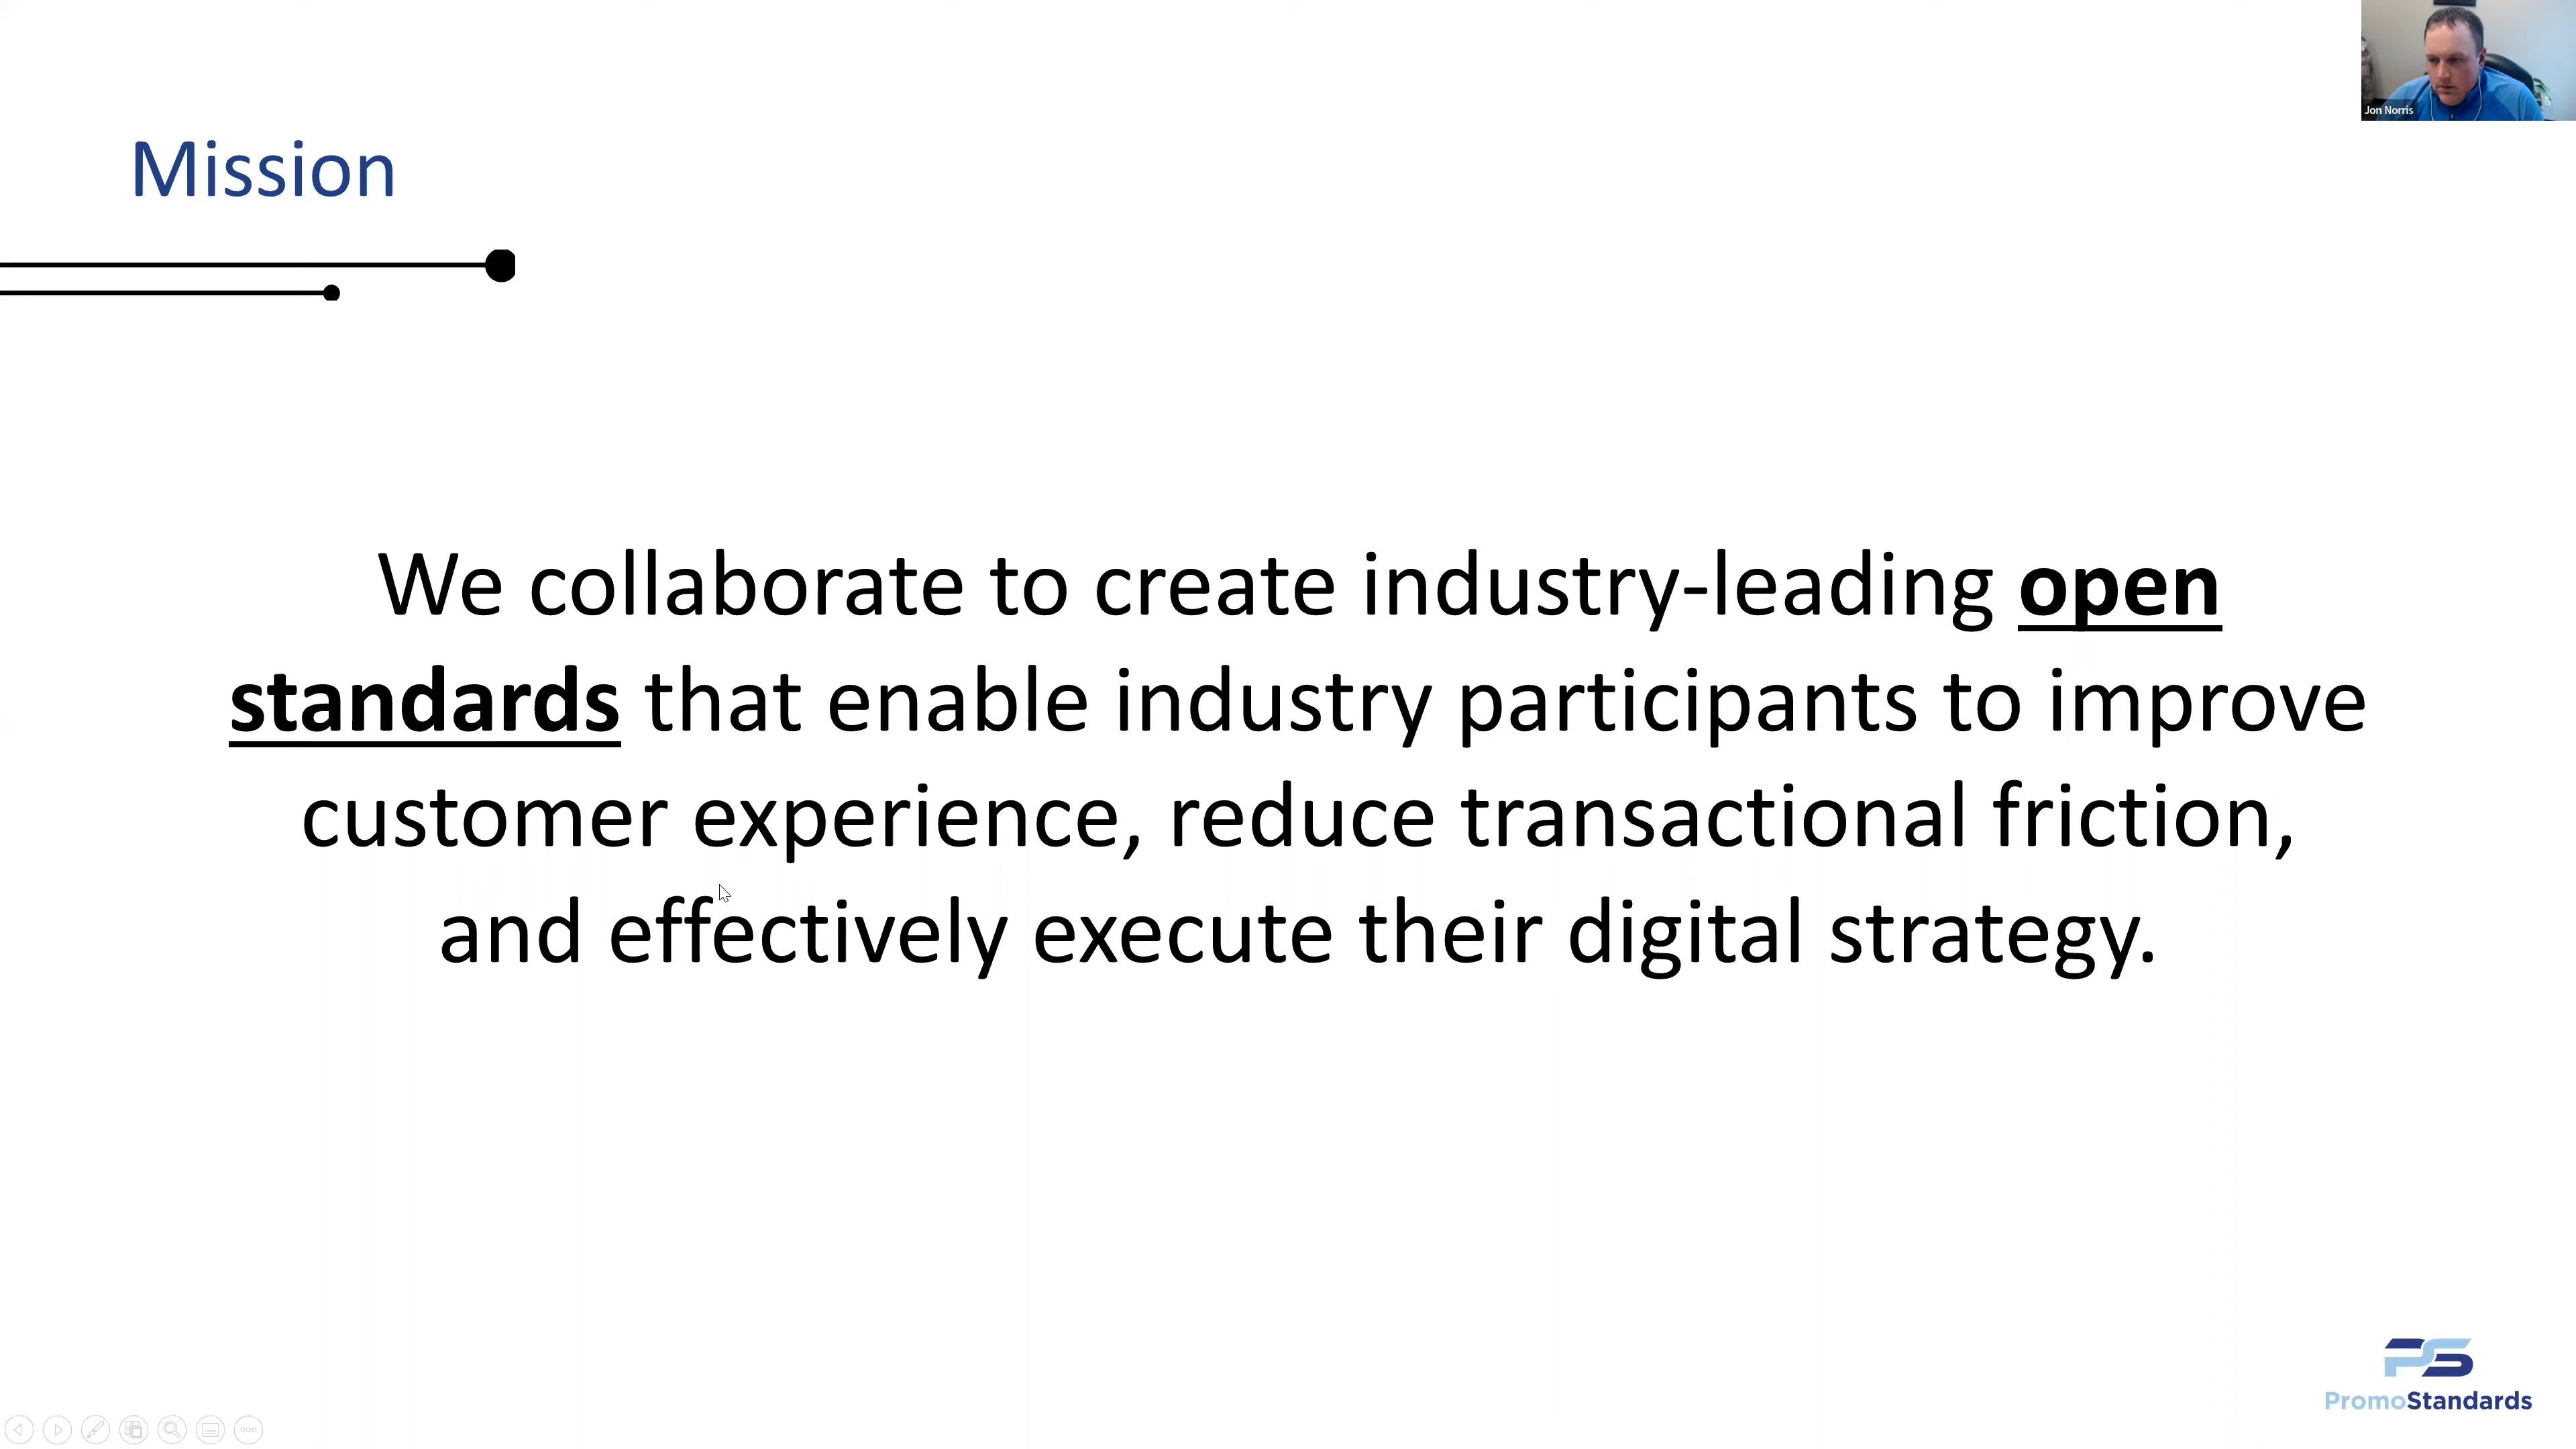 Jon Norris
Mission
We collaborate to create industry-leading open
standards that enable industry participants to improve
customer experience, reduce transactional friction,
and effectively execute their digital strategy.
PS
PromoStandards